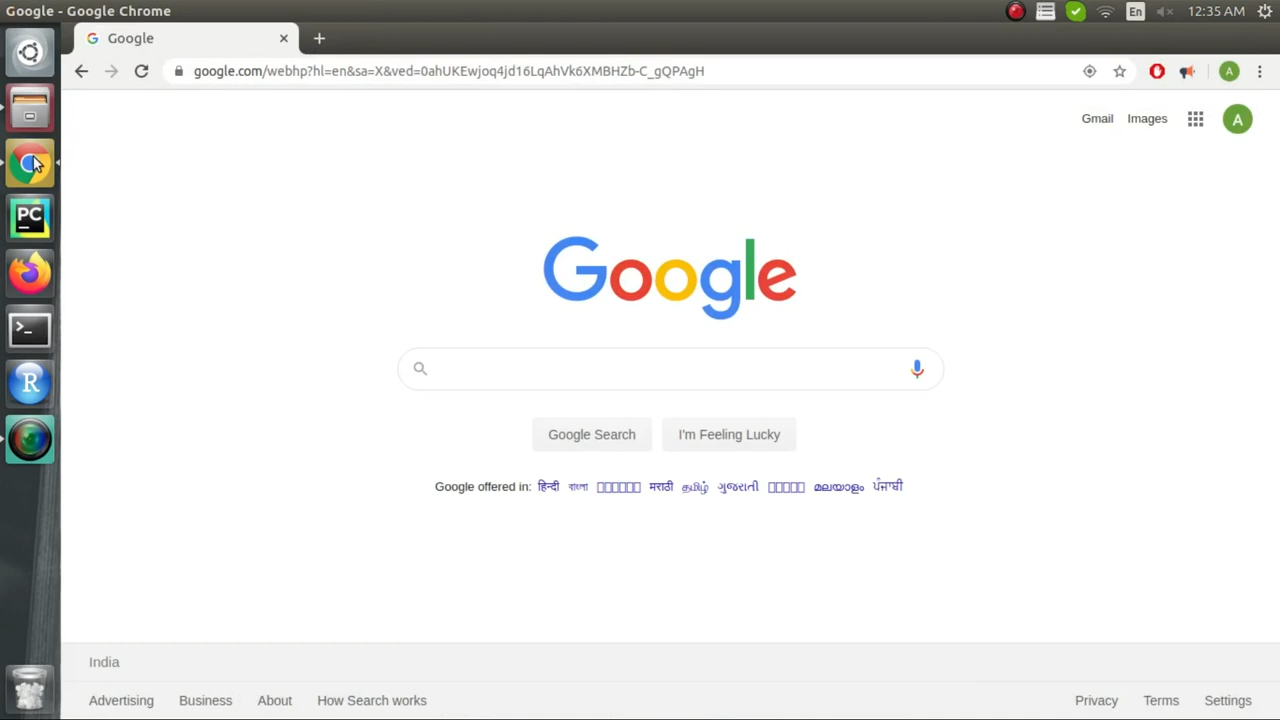 Google - Google Chrome
En 12:35 AM
Google
google.com/webhp?hl=en&sa=X&ved=0ahUKEwjoq4jd16LqAhVk6XMBHZb-C_gQPAgH
A
Gmail Images A
PC
Google
R
Google Search I'm Feeling Lucky
Google offered in: हिन्दी বাংলা मराठी தமிழ் ગુજરાતી മലയാളം ਪੰਜਾਬੀ
India
Advertising Business About How Search works Privacy Terms Settings